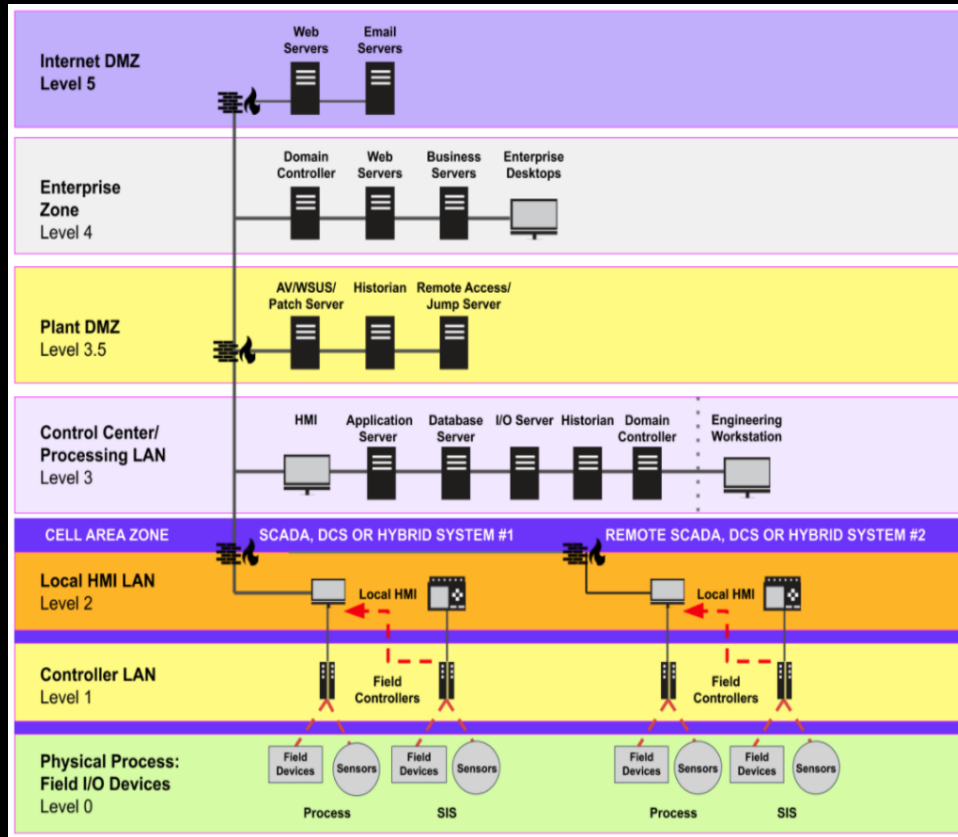 Internet DMZ
Level 5
Web
Servers
Email
Servers
Enterprise
Zone
Level 4
Domain
Controller
Web
Servers
Business
Servers
Enterprise
Desktops
Plant DMZ
Level 3.5
AV/WSUS/
Patch Server
Historian
Remote Access/
Jump Server
Control Center/
Processing LAN
Level 3
HMI
Application
Server
Database
Server
I/O Server
Historian
Domain
Controller
Engineering
Workstation
CELL AREA ZONE
SCADA, DCS OR HYBRID SYSTEM #1
REMOTE SCADA, DCS OR HYBRID SYSTEM #2
Local HMI LAN
Level 2
Local HMI
Local HMI
Controller LAN
Level 1
Field
Controllers
Field
Controllers
Physical Process:
Field I/O Devices
Level 0
Field
Devices
Sensors
Field
Devices
Sensors
Field
Devices
Sensors
Field
Devices
Sensors
Process
SIS
Process
SIS